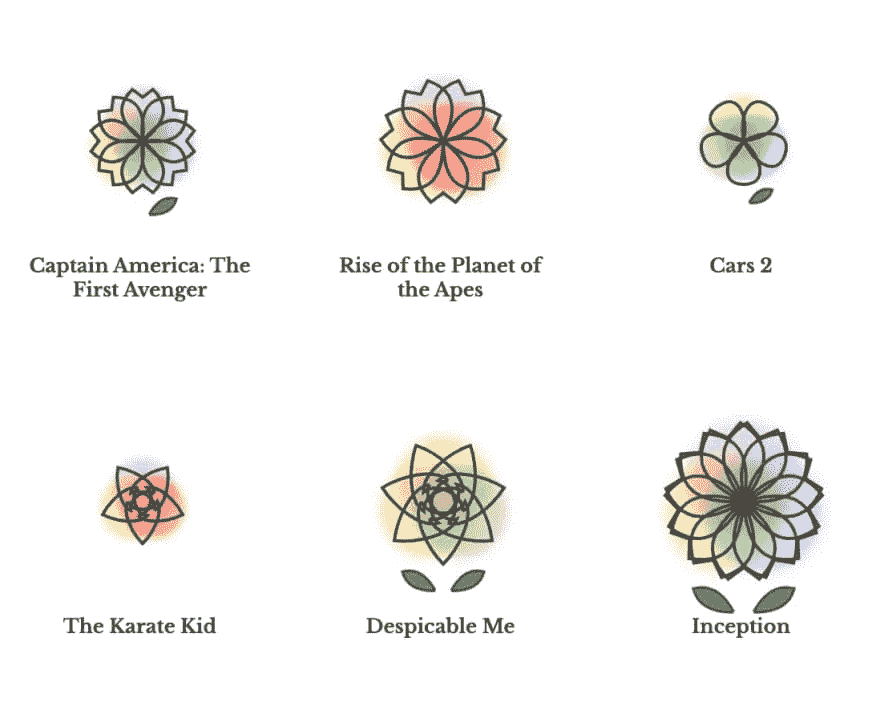 Captain America: The
First Avenger
Rise of the Planet of
the Apes
Cars 2
The Karate Kid
Despicable Me
Inception